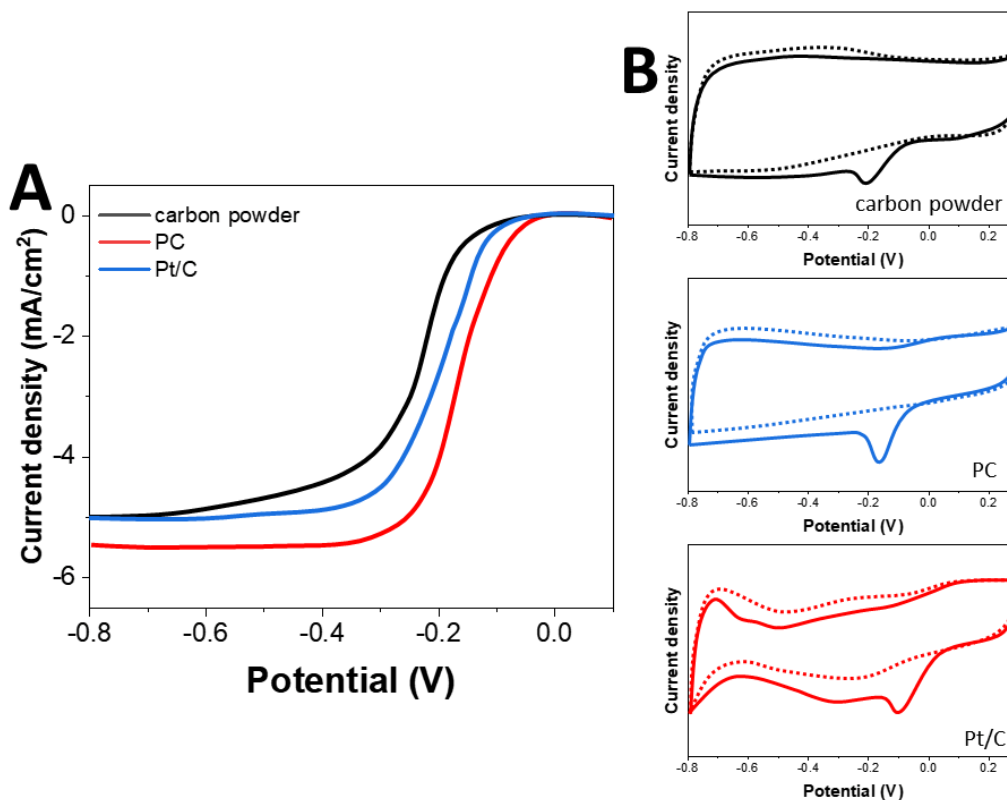 A
carbon powder
PC
Pt/C
0
-2
-4
-6
-0.8
-0.6
-0.4
-0.2
0.0
Current density (mA/cm²)
Potential (V)
B
Current density
carbon powder
-0.8
-0.6
-0.4
-0.2
0.0
0.2
Potential (V)
Current density
PC
-0.8
-0.6
-0.4
-0.2
0.0
0.2
Potential (V)
Current density
Pt/C
-0.8
-0.6
-0.4
-0.2
0.0
0.2
Potential (V)